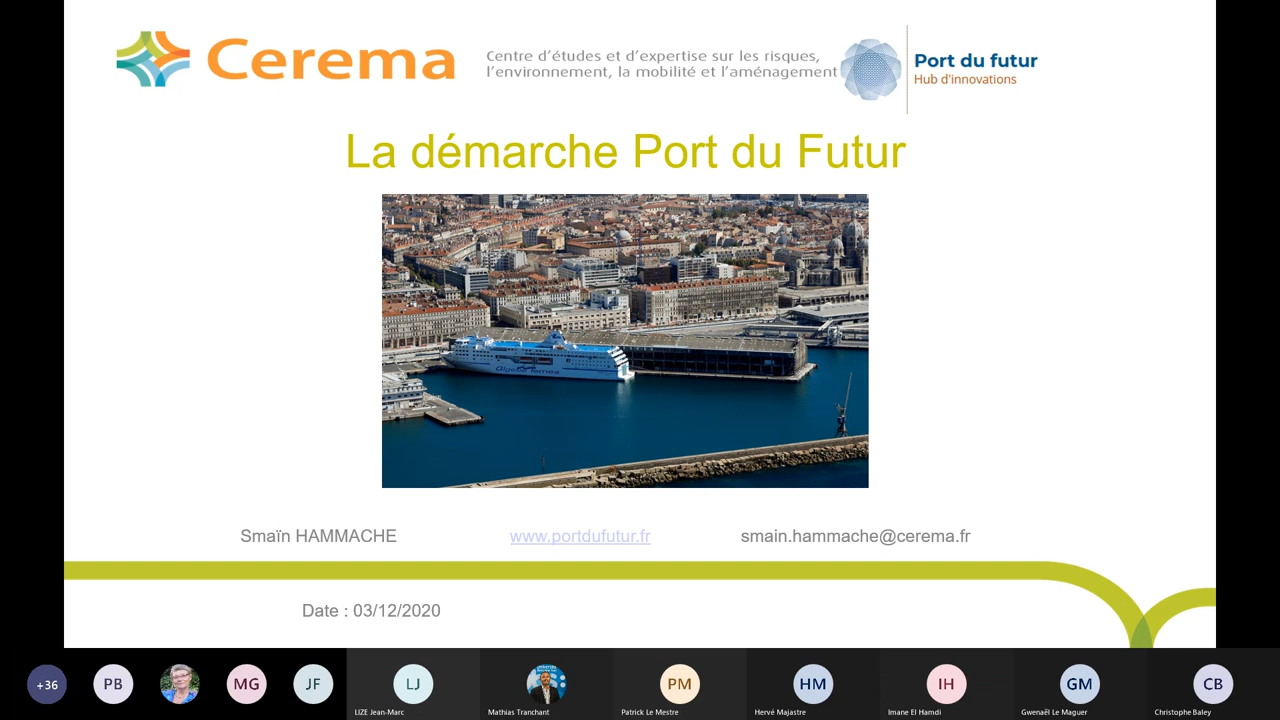 Cerema
Centre d'études et d'expertise sur les risques,
l'environnement, la mobilité et l'aménagement
Port du futur
Hub d'innovations
La démarche Port du Futur
Smaïn HAMMACHE www.portdufutur.fr smain.hammache@cerema.fr
Date : 03/12/2020
+36 PB MG JF LJ PM HM IH GM CB
LIZE Jean-Marc Mathias Tranchant Patrick Le Mestre Hervé Majastre Imane El Hamdi Gwenaël Le Maguer Christophe Baley